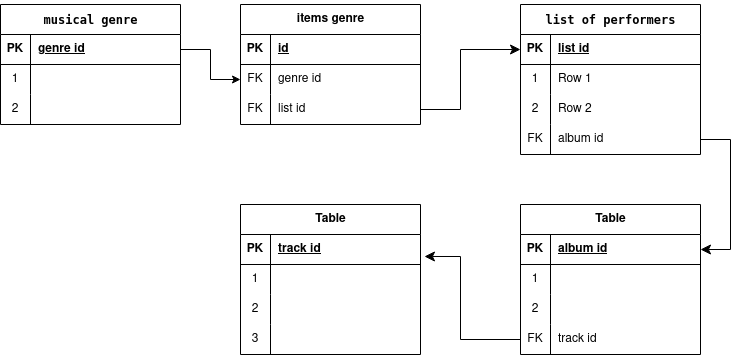 musical genre
PK genre id
1
2
items genre
PK id
FK genre id
FK list id
list of performers
PK list id
1 Row 1
2 Row 2
FK album id
Table
PK track id
1
2
3
Table
PK album id
1
2
FK track id